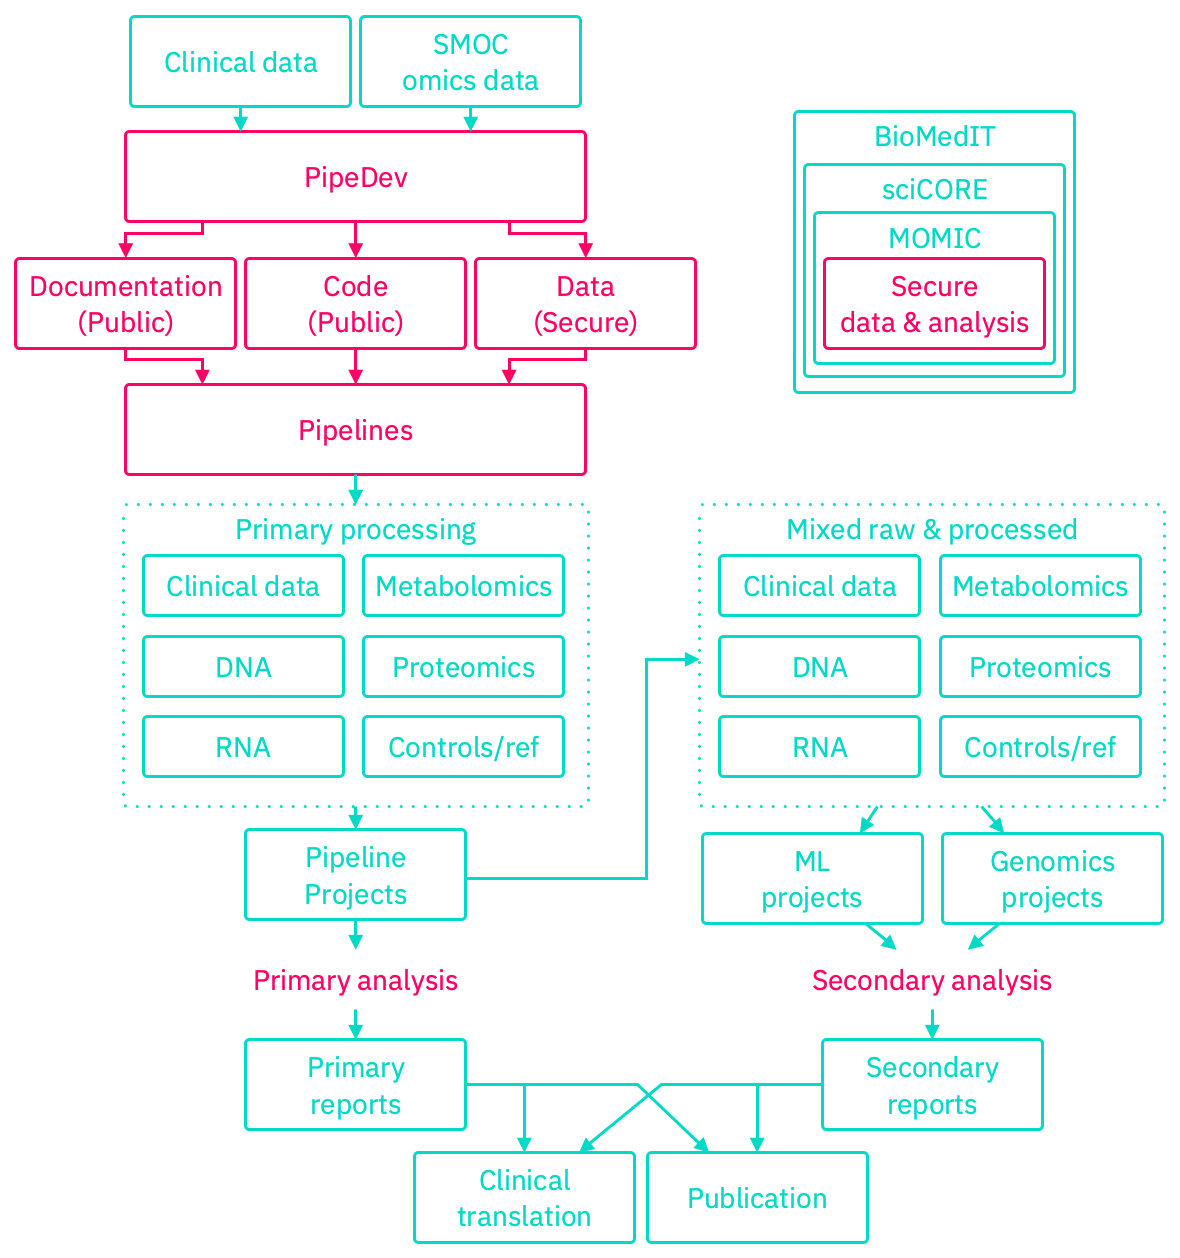 Clinical data
SMOC
omics data
PipeDev
Documentation
(Public)
Code
(Public)
Data
(Secure)
Pipelines
BioMedIT
sciCORE
MOMIC
Secure
data & analysis
Primary processing
Clinical data
Metabolomics
DNA
Proteomics
RNA
Controls/ref
Mixed raw & processed
Clinical data
Metabolomics
DNA
Proteomics
RNA
Controls/ref
Pipeline
Projects
ML
projects
Genomics
projects
Primary analysis
Secondary analysis
Primary
reports
Secondary
reports
Clinical
translation
Publication